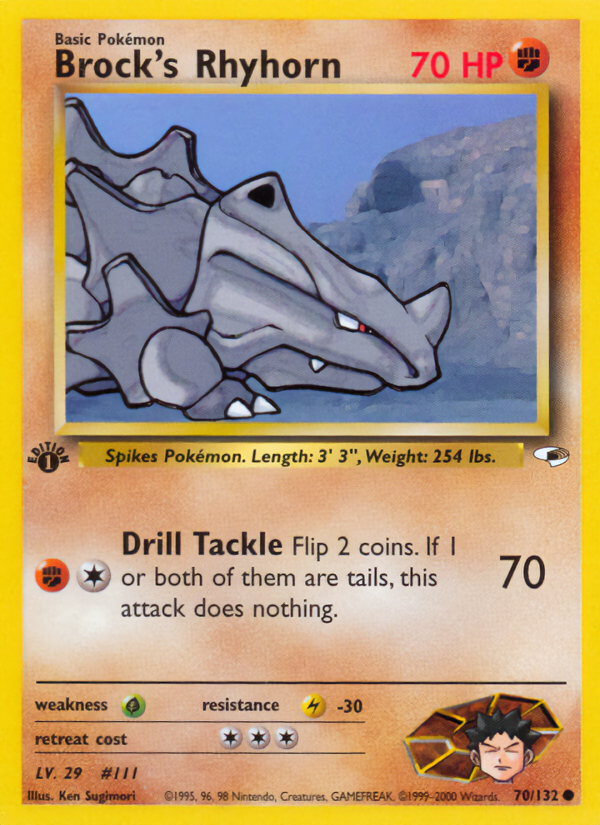 Basic Pokémon
Brock's Rhyhorn 70 HP
EDITION
1
Spikes Pokémon. Length: 3' 3", Weight: 254 lbs.
Drill Tackle Flip 2 coins. If 1
or both of them are tails, this
attack does nothing.
70
weakness resistance -30
retreat cost
LV. 29 #111
Illus. Ken Sugimori ©1995, 96, 98 Nintendo, Creatures, GAMEFREAK. ©1999-2000 Wizards. 70/132